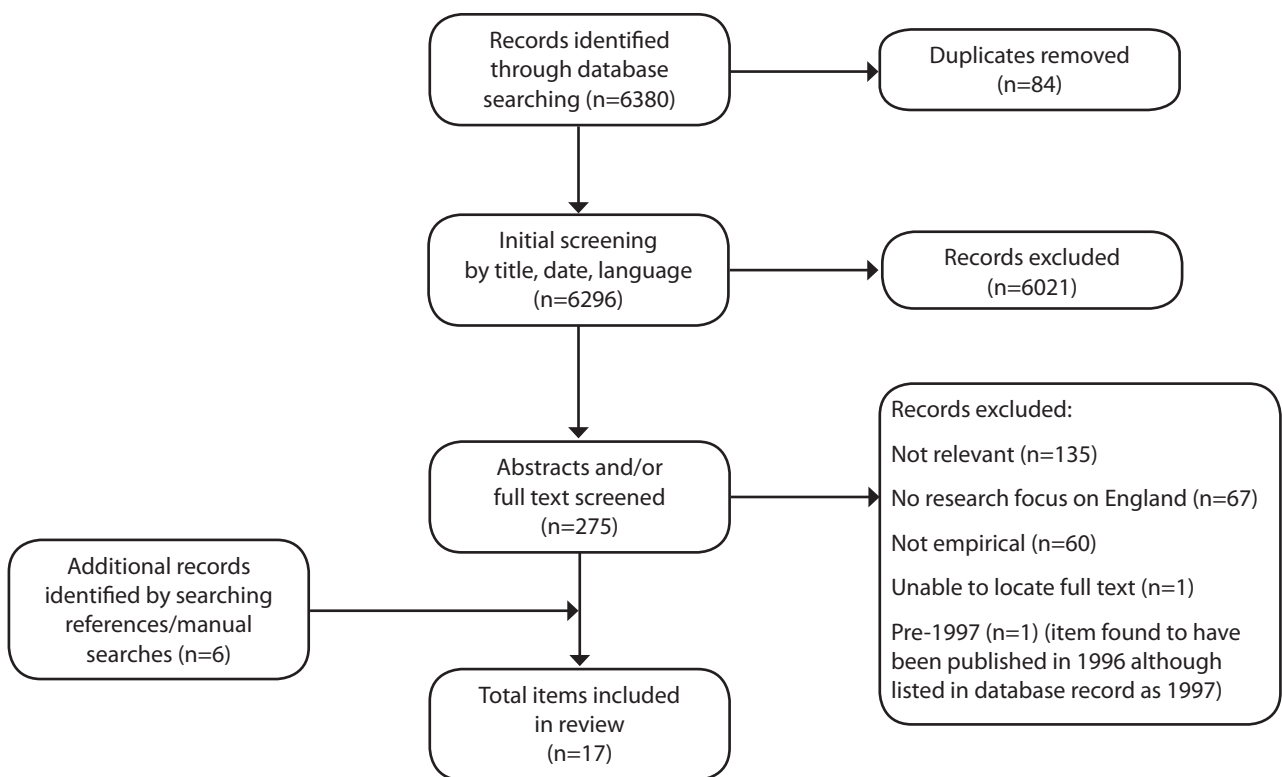 Records identified
through database
searching (n=6380)
Duplicates removed
(n=84)
Initial screening
by title, date, language
(n=6296)
Records excluded
(n=6021)
Abstracts and/or
full text screened
(n=275)
Records excluded:
Not relevant (n=135)
No research focus on England (n=67)
Not empirical (n=60)
Unable to locate full text (n=1)
Pre-1997 (n=1) (item found to have
been published in 1996 although
listed in database record as 1997)
Additional records
identified by searching
references/manual
searches (n=6)
Total items included
in review
(n=17)